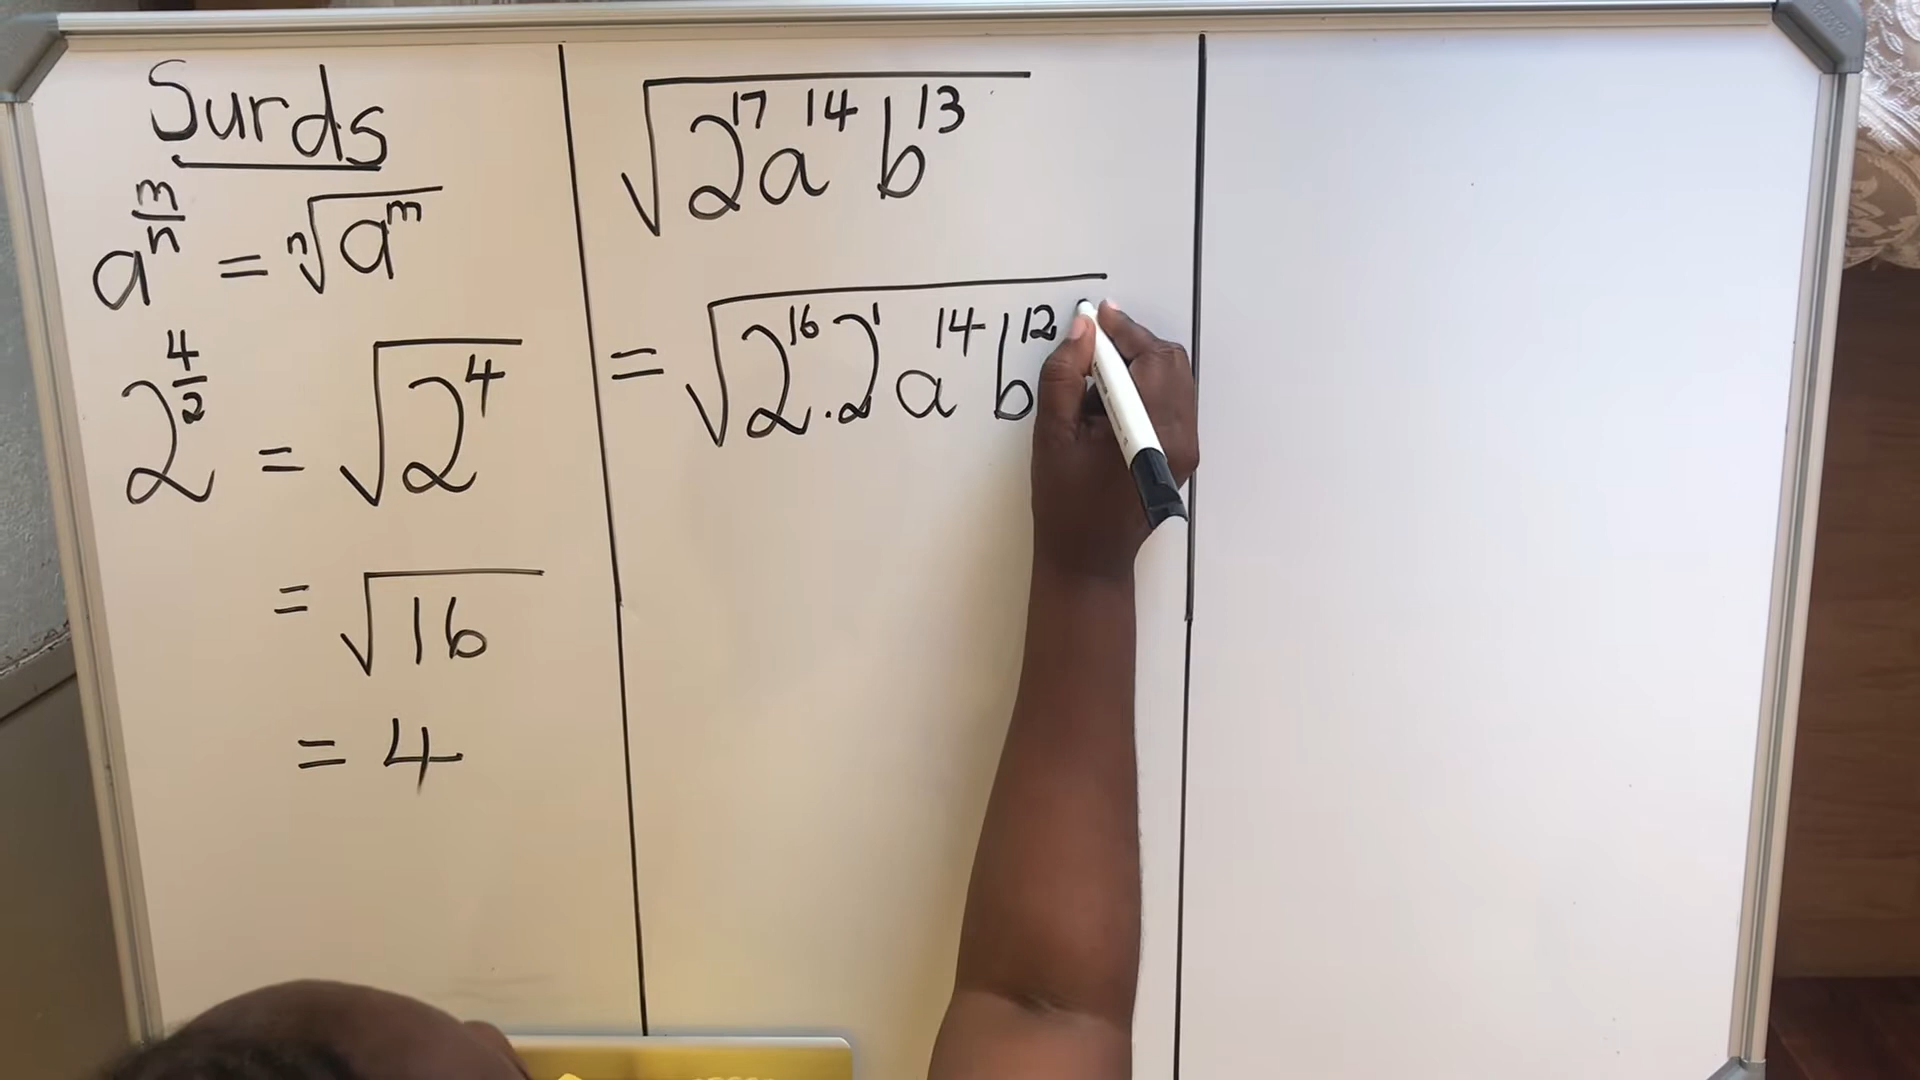 Surds
a^{m/n} = ⁿ√(a^m)
2^{4/2} = √(2^4)
= √16
= 4
√(2^{17} a^{14} b^{13})
= √(2^{16} . 2^1 a^{14} b^{12}